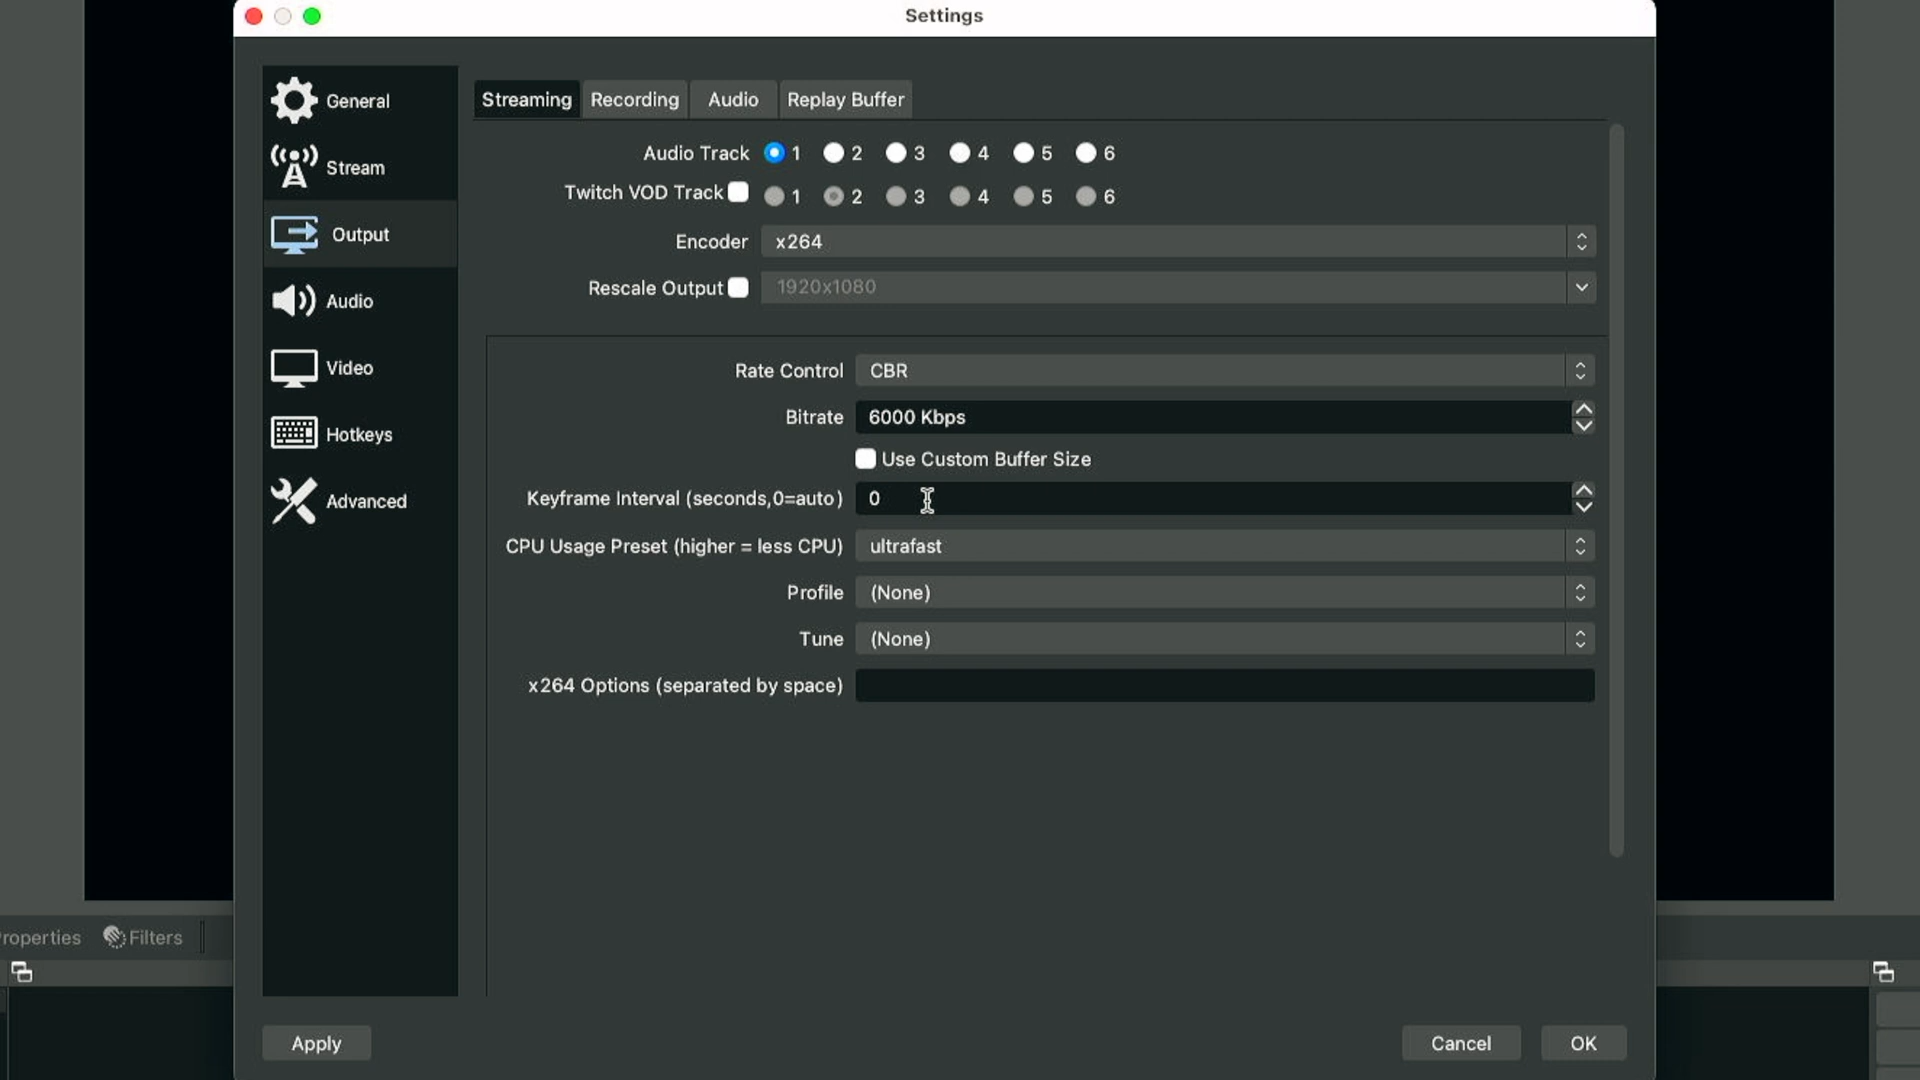 Settings
General
Stream
Output
Audio
Video
Hotkeys
Advanced
Streaming Recording Audio Replay Buffer
Audio Track 1 2 3 4 5 6
Twitch VOD Track 1 2 3 4 5 6
Encoder x264
Rescale Output 1920x1080
Rate Control CBR
Bitrate 6000 Kbps
Use Custom Buffer Size
Keyframe Interval (seconds,0=auto) 0
CPU Usage Preset (higher = less CPU) ultrafast
Profile (None)
Tune (None)
x264 Options (separated by space)
roperties Filters
Apply Cancel OK